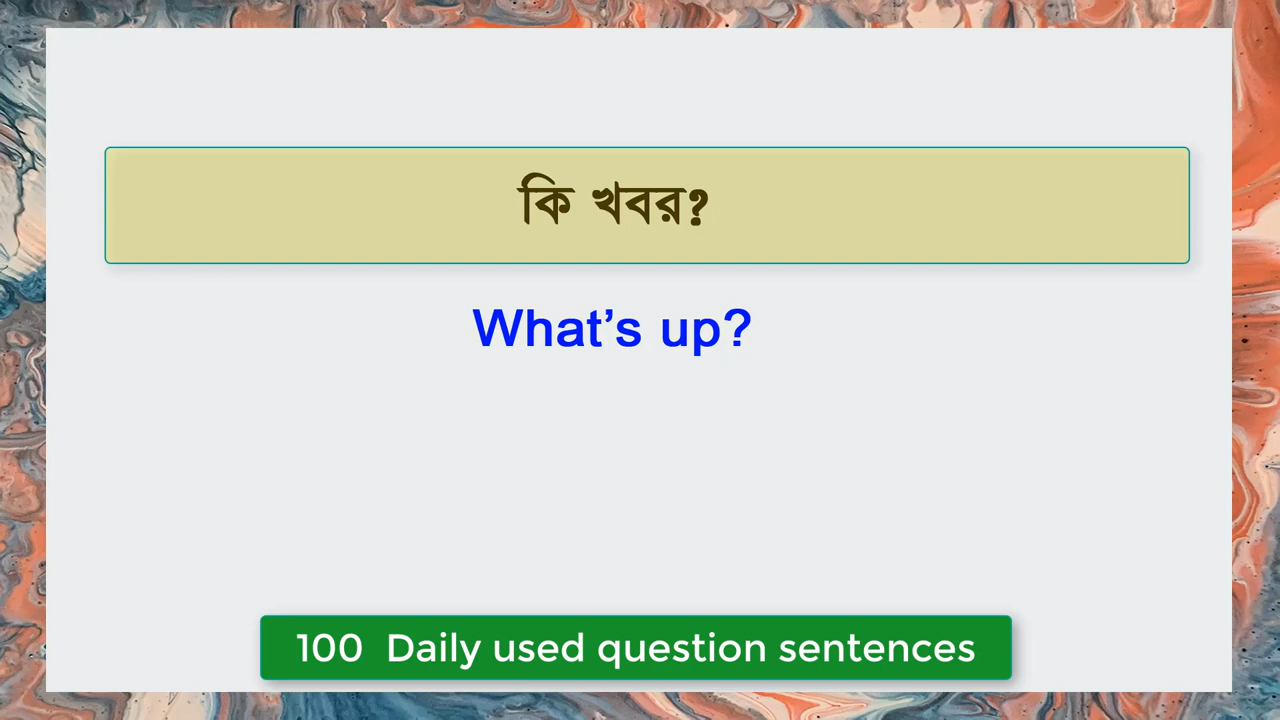 কি খবর?
What’s up?
100 Daily used question sentences